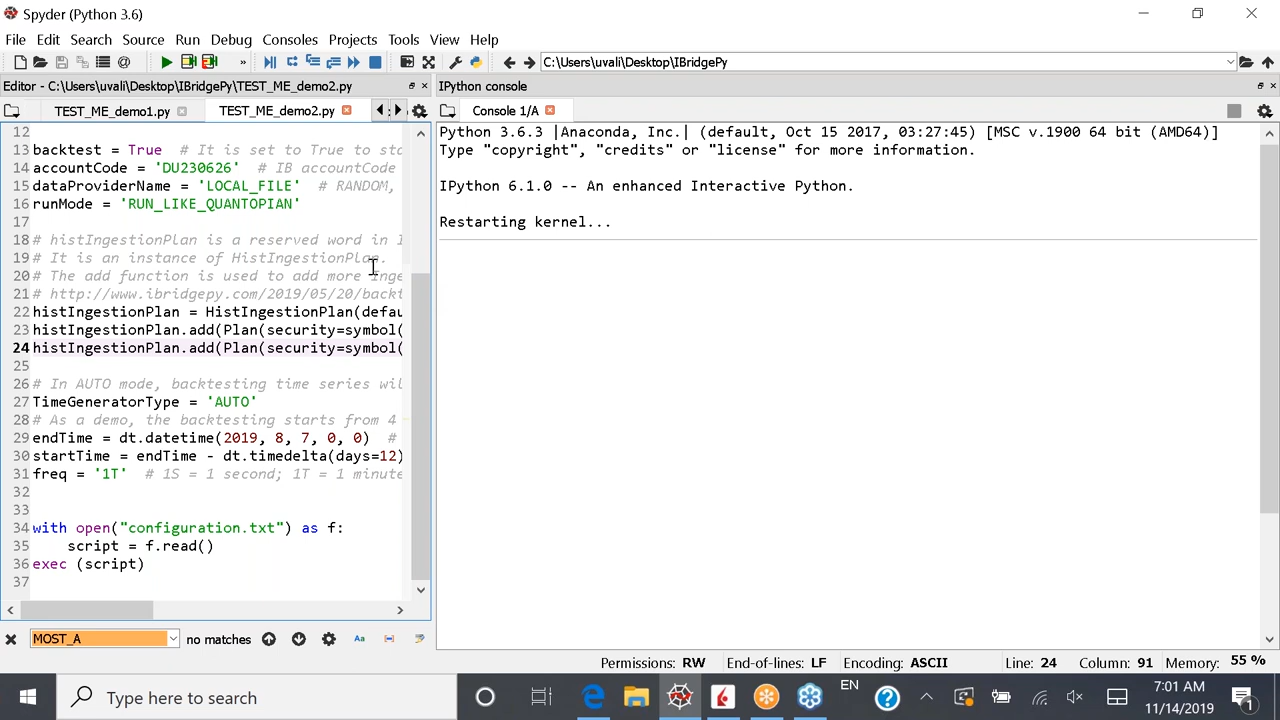 Spyder (Python 3.6)
File Edit Search Source Run Debug Consoles Projects Tools View Help
C:\Users\uvali\Desktop\IBridgePy
Editor - C:\Users\uvali\Desktop\IBridgePy\TEST_ME_demo2.py
IPython console
TEST_ME_demo1.py TEST_ME_demo2.py
Console 1/A
12
13 backtest = True # It is set to True to sta
14 accountCode = 'DU230626' # IB accountCode
15 dataProviderName = 'LOCAL_FILE' # RANDOM,
16 runMode = 'RUN_LIKE_QUANTOPIAN'
17
18 # histIngestionPlan is a reserved word in I
19 # It is an instance of HistIngestionPlan.
20 # The add function is used to add more Inge
21 # http://www.ibridgepy.com/2019/05/20/backt
22 histIngestionPlan = HistIngestionPlan(defau
23 histIngestionPlan.add(Plan(security=symbol(
24 histIngestionPlan.add(Plan(security=symbol(
25
26 # In AUTO mode, backtesting time series wil
27 TimeGeneratorType = 'AUTO'
28 # As a demo, the backtesting starts from 4
29 endTime = dt.datetime(2019, 8, 7, 0, 0) #
30 startTime = endTime - dt.timedelta(days=12)
31 freq = '1T' # 1S = 1 second; 1T = 1 minute
32
33
34 with open("configuration.txt") as f:
35 script = f.read()
36 exec (script)
37
Python 3.6.3 |Anaconda, Inc.| (default, Oct 15 2017, 03:27:45) [MSC v.1900 64 bit (AMD64)]
Type "copyright", "credits" or "license" for more information.
IPython 6.1.0 -- An enhanced Interactive Python.
Restarting kernel...
MOST_A no matches Aa
Permissions: RW End-of-lines: LF Encoding: ASCII Line: 24 Column: 91 Memory: 55 %
Type here to search
EN
7:01 AM
11/14/2019
1